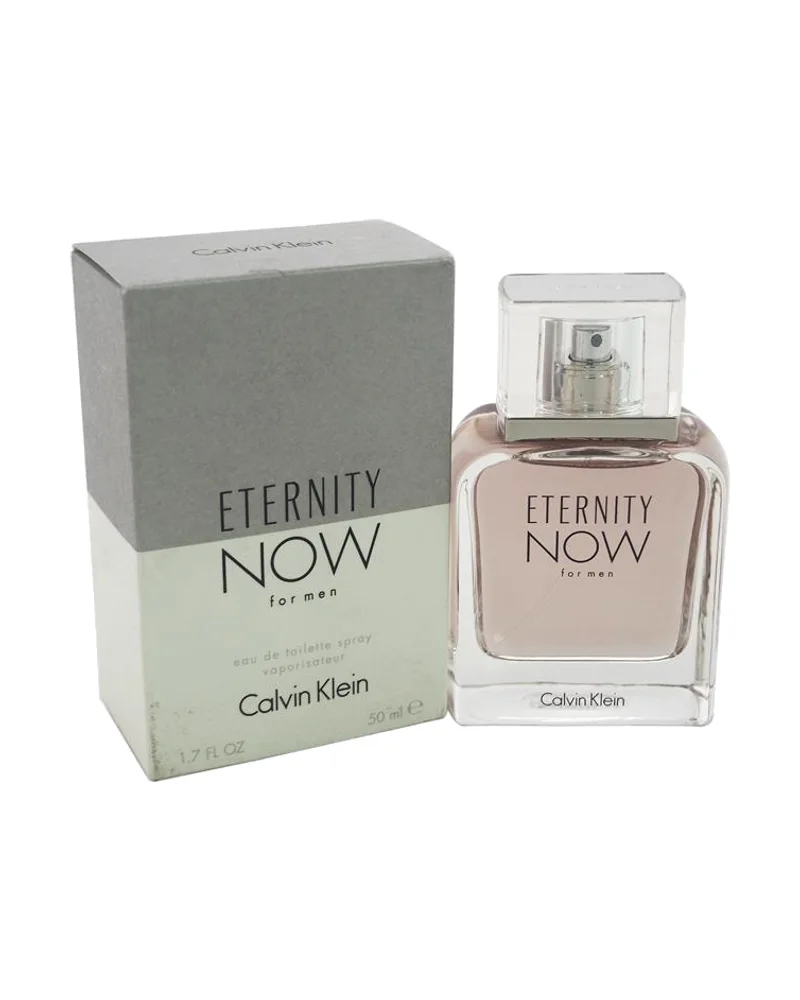 Calvin Klein
ETERNITY
NOW
for men
eau de toilette spray
vaporisateur
Calvin Klein
50 ml ℮
1.7 FL OZ
ETERNITY
NOW
for men
Calvin Klein